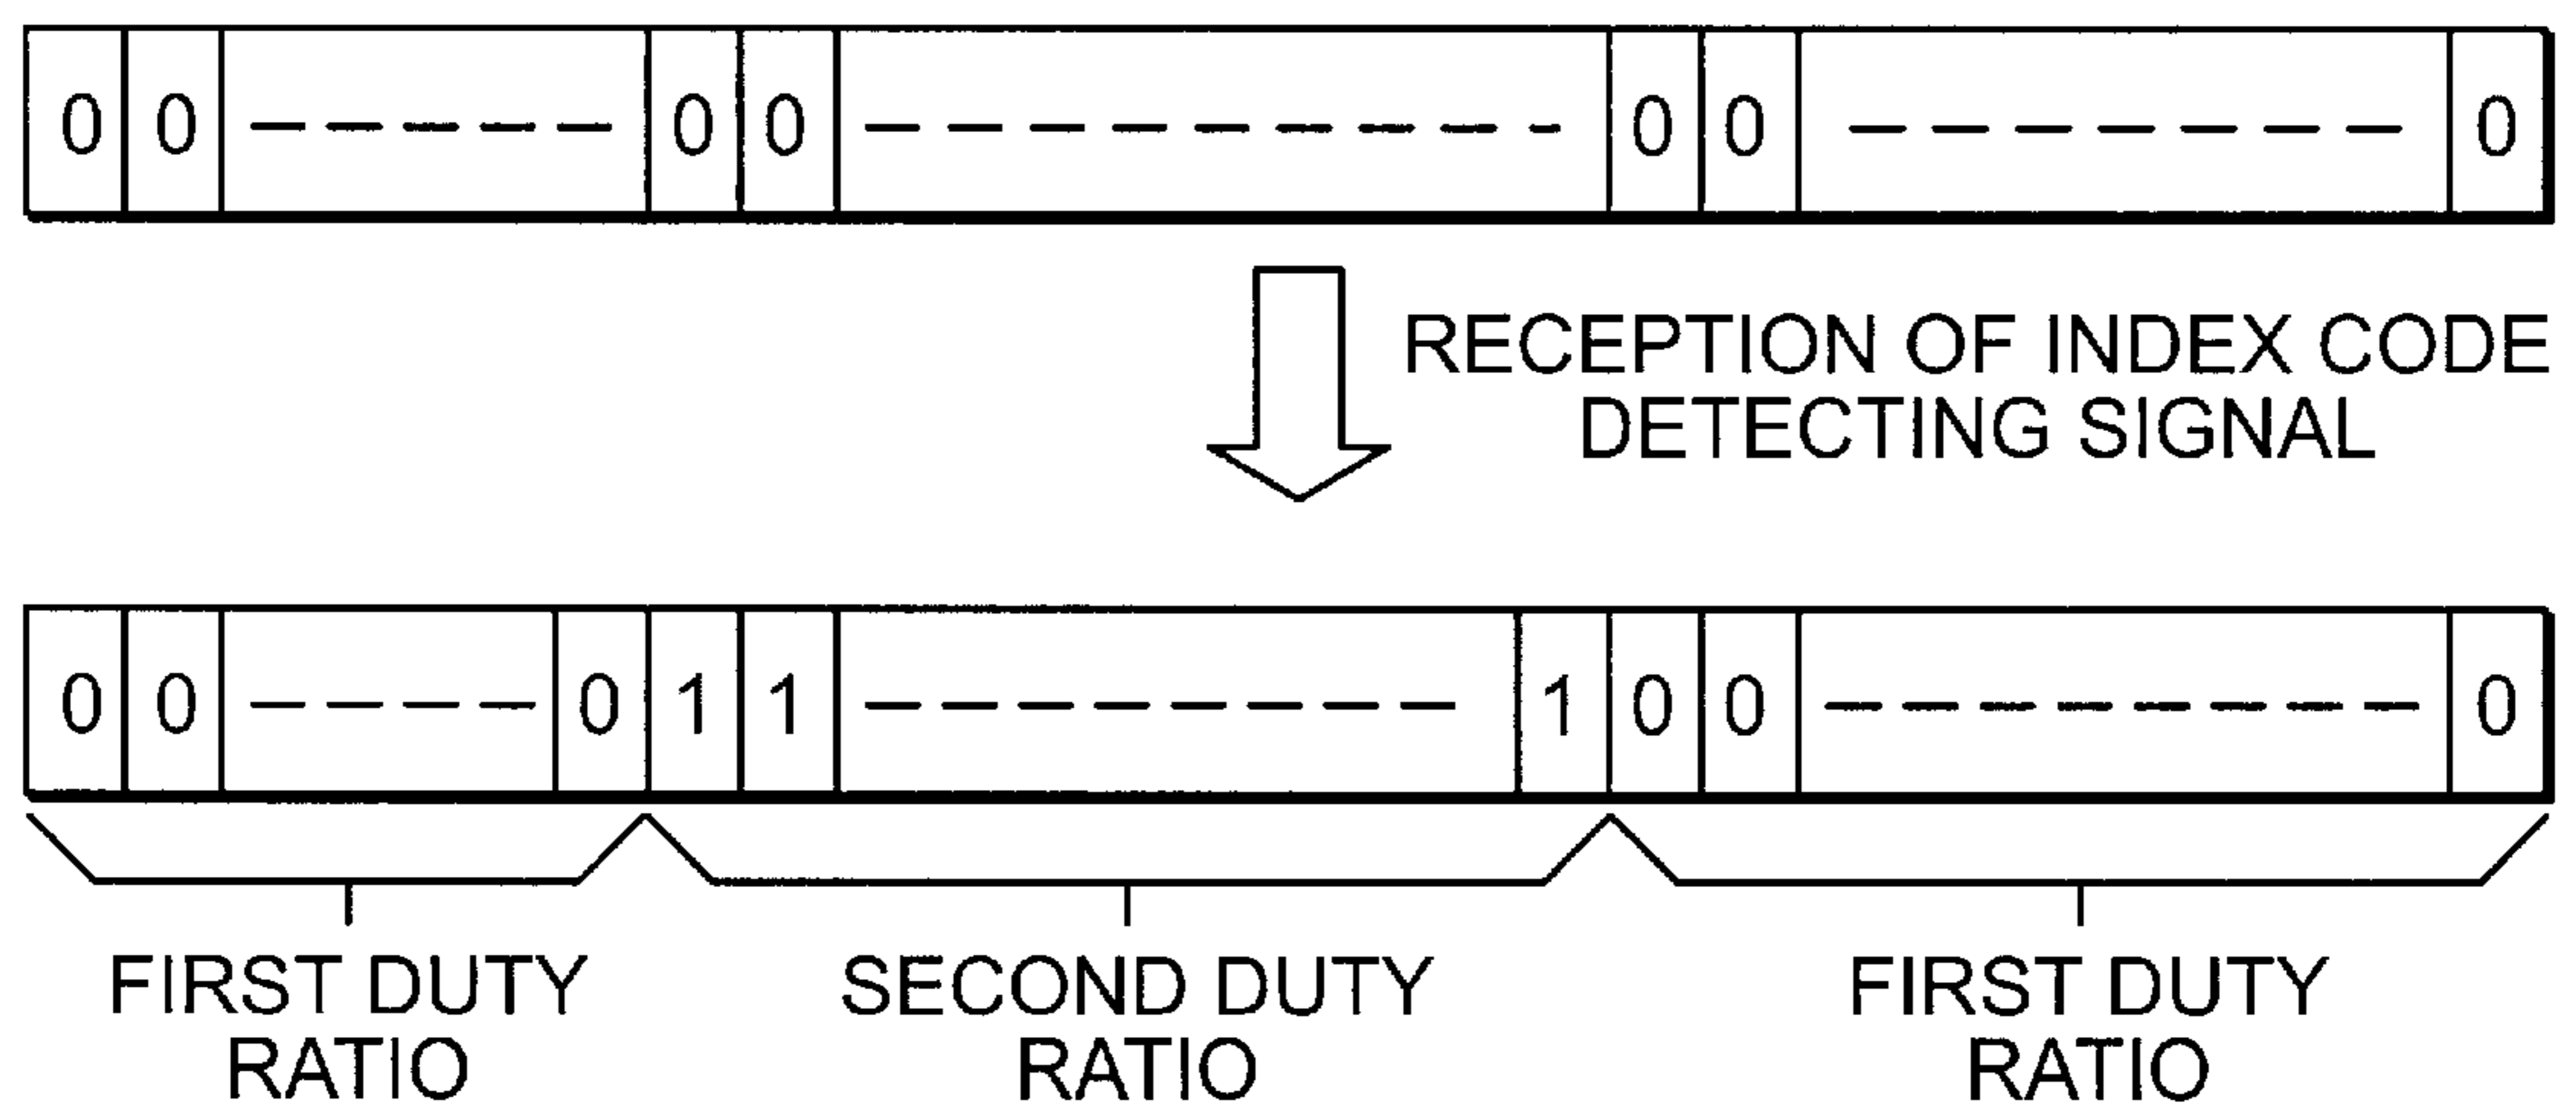 0 0 0 0 0 0 0
RECEPTION OF INDEX CODE
DETECTING SIGNAL
0 0 0 1 1 1 0 0 0
FIRST DUTY
RATIO
SECOND DUTY
RATIO
FIRST DUTY
RATIO